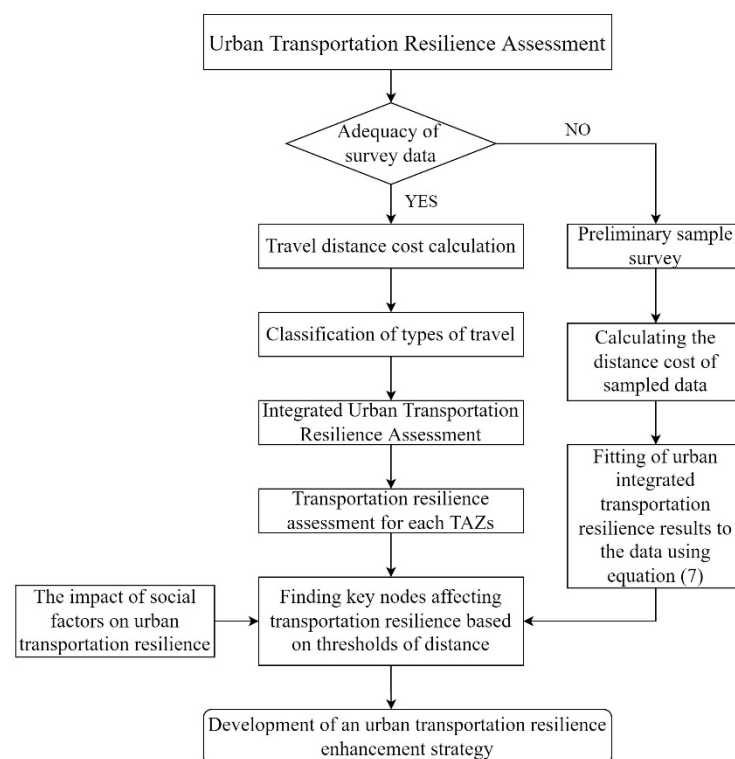 Urban Transportation Resilience Assessment
Adequacy of
survey data
NO
YES
Travel distance cost calculation
Preliminary sample
survey
Classification of types of travel
Calculating the
distance cost of
sampled data
Integrated Urban Transportation
Resilience Assessment
Transportation resilience
assessment for each TAZs
Fitting of urban
integrated
transportation
resilience results to
the data using
equation (7)
The impact of social
factors on urban
transportation resilience
Finding key nodes affecting
transportation resilience based
on thresholds of distance
Development of an urban transportation resilience
enhancement strategy